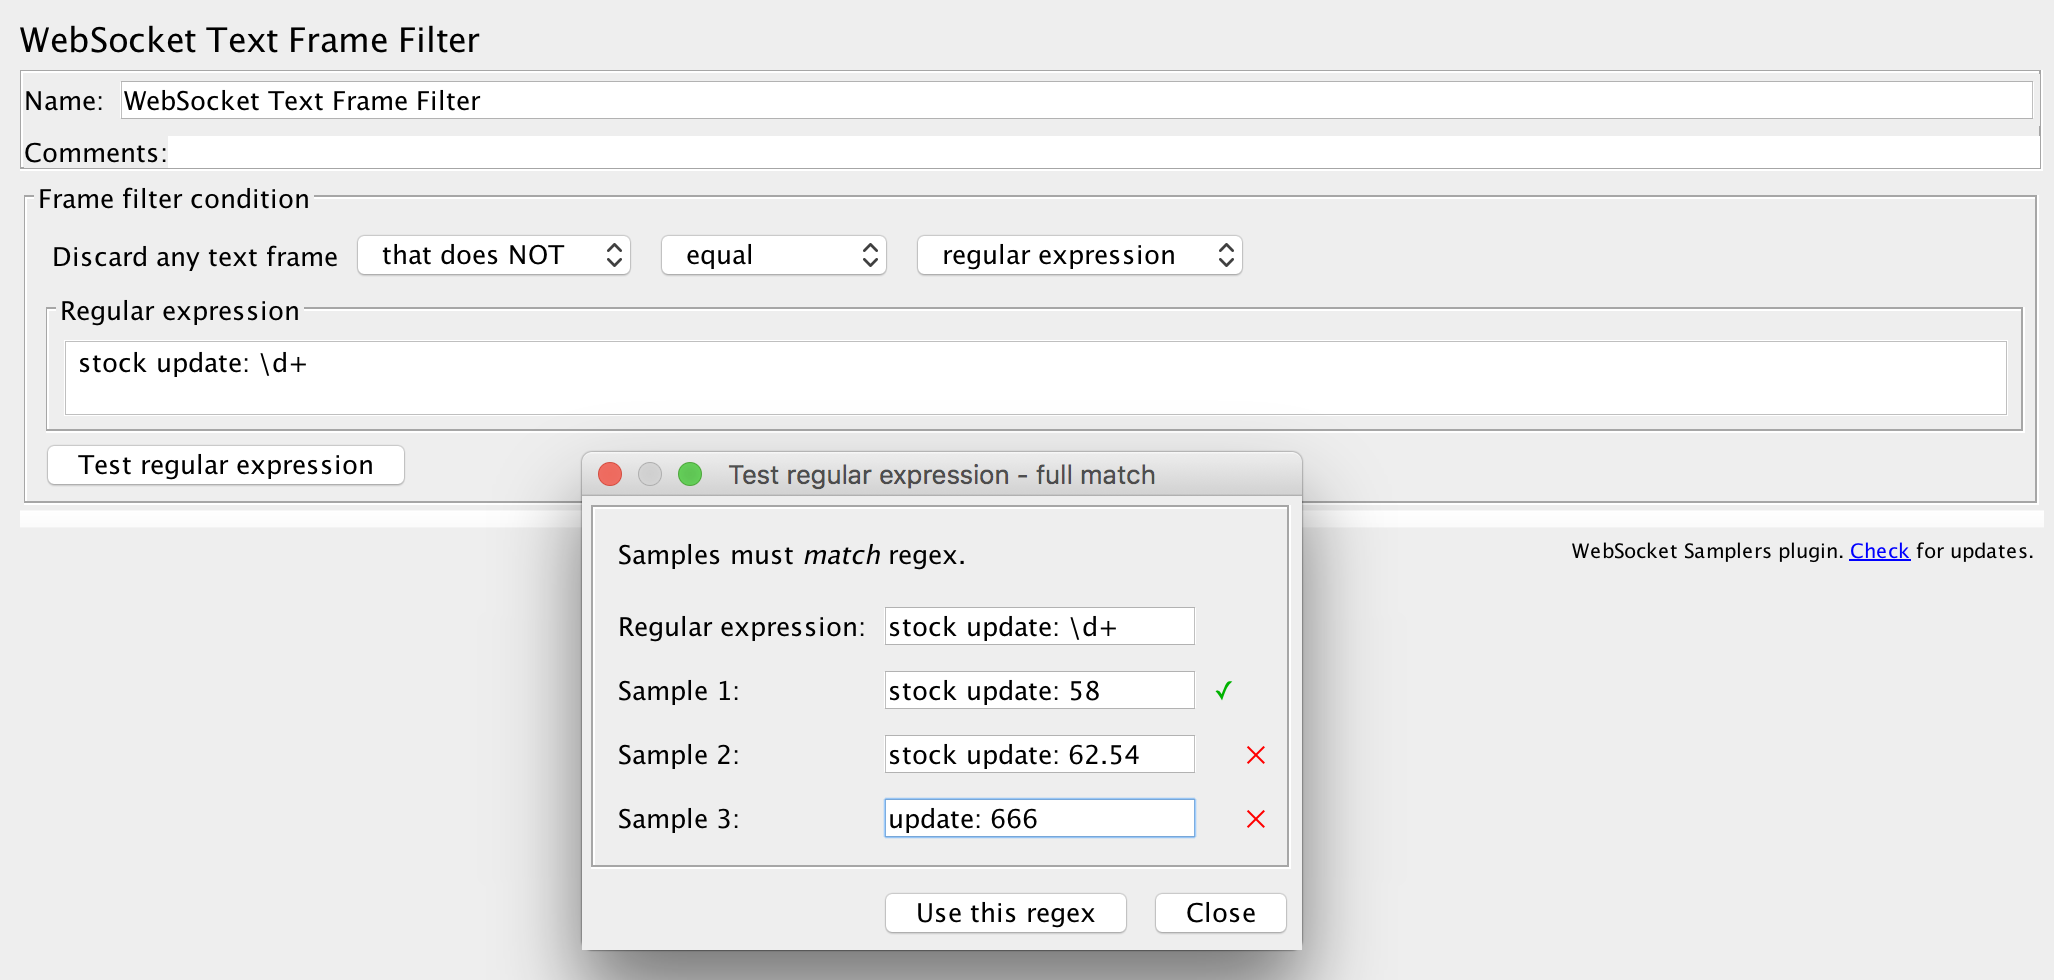 WebSocket Text Frame Filter
Name: WebSocket Text Frame Filter
Comments:
Frame filter condition
Discard any text frame that does NOT equal regular expression
Regular expression
stock update: \d+
Test regular expression
Test regular expression - full match
Samples must match regex.
Regular expression: stock update: \d+
Sample 1: stock update: 58 ✓
Sample 2: stock update: 62.54 ✕
Sample 3: update: 666 ✕
Use this regex Close
WebSocket Samplers plugin. Check for updates.